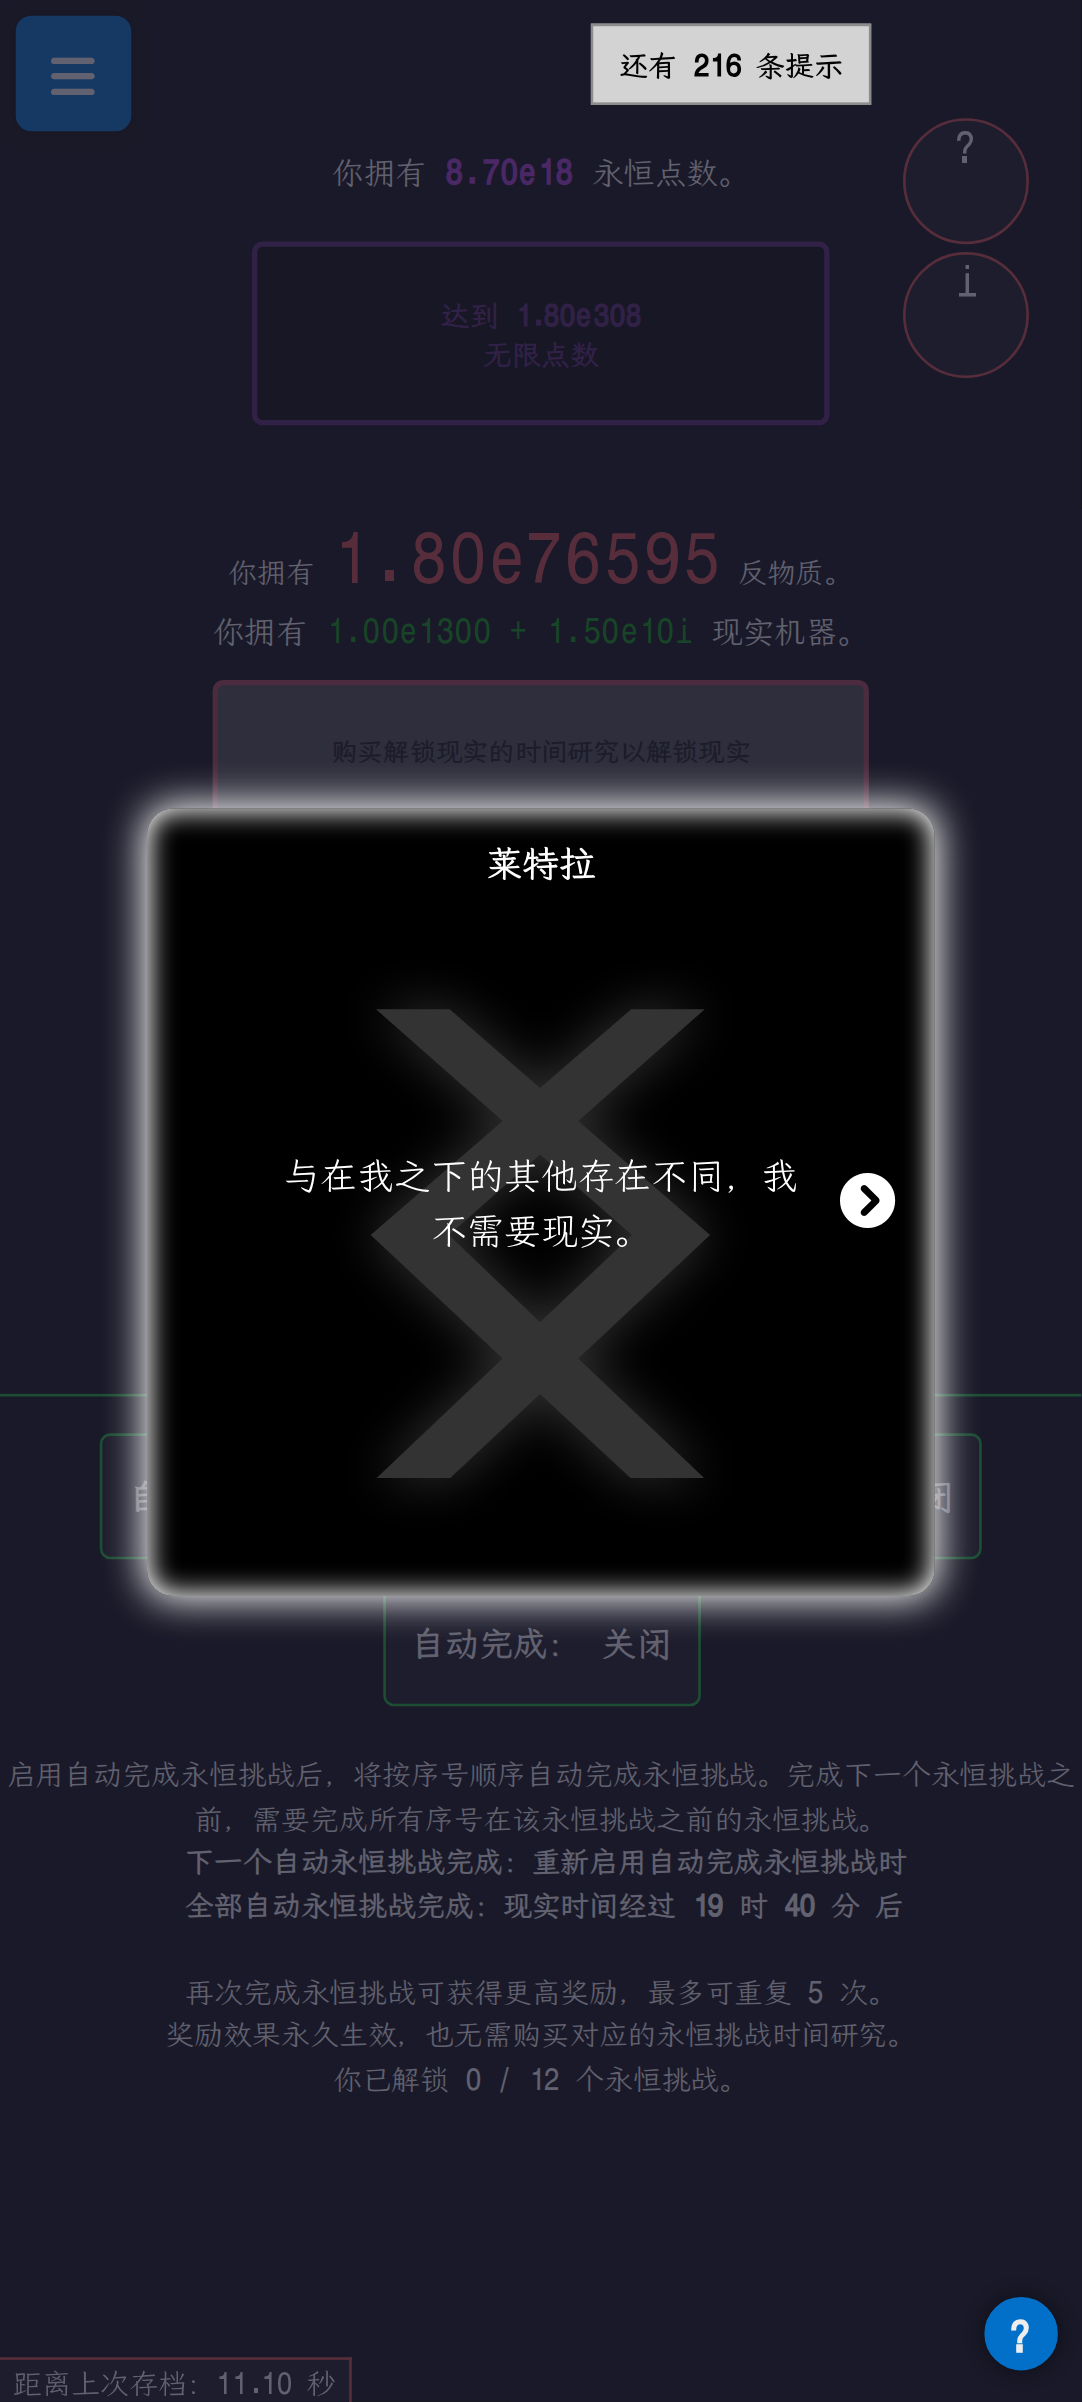 还有 216 条提示
?
你拥有 8.70e18 永恒点数。
i
达到 1.80e308
无限点数
你拥有 1.80e76595 反物质。
你拥有 1.00e1300 + 1.50e10i 现实机器。
购买解锁现实的时间研究以解锁现实
莱特拉
与在我之下的其他存在不同，我
不需要现实。
自动完成： 关闭
启用自动完成永恒挑战后，将按序号顺序自动完成永恒挑战。完成下一个永恒挑战之
前，需要完成所有序号在该永恒挑战之前的永恒挑战。
下一个自动永恒挑战完成：重新启用自动完成永恒挑战时
全部自动永恒挑战完成：现实时间经过 19 时 40 分 后
再次完成永恒挑战可获得更高奖励，最多可重复 5 次。
奖励效果永久生效，也无需购买对应的永恒挑战时间研究。
你已解锁 0 / 12 个永恒挑战。
?
距离上次存档：11.10 秒